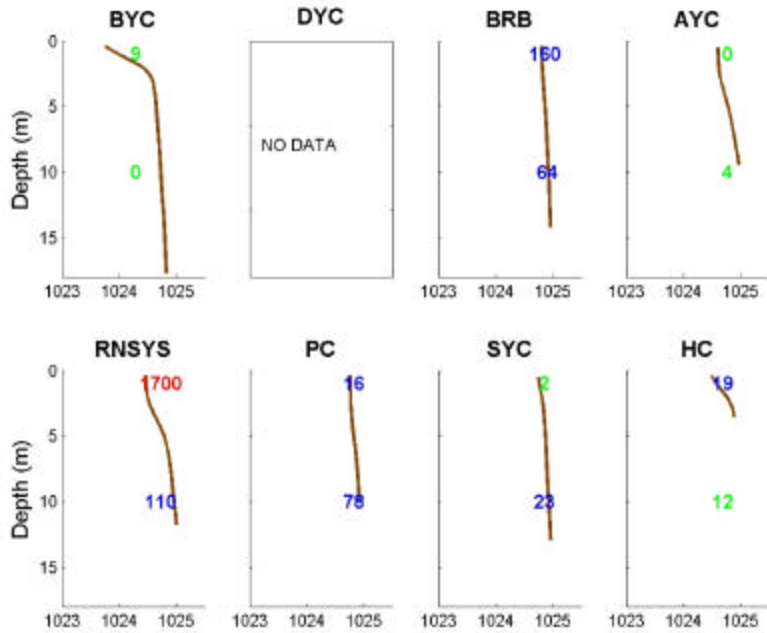 BYC DYC BRB AYC
0 9 160 0
5
NO DATA
10 0 64 4
15
Depth (m)
1023 1024 1025 1023 1024 1025 1023 1024 1025 1023 1024 1025
RNSYS PC SYC HC
0 1700 16 2 19
5
10 110 78 23 12
15
Depth (m)
1023 1024 1025 1023 1024 1025 1023 1024 1025 1023 1024 1025